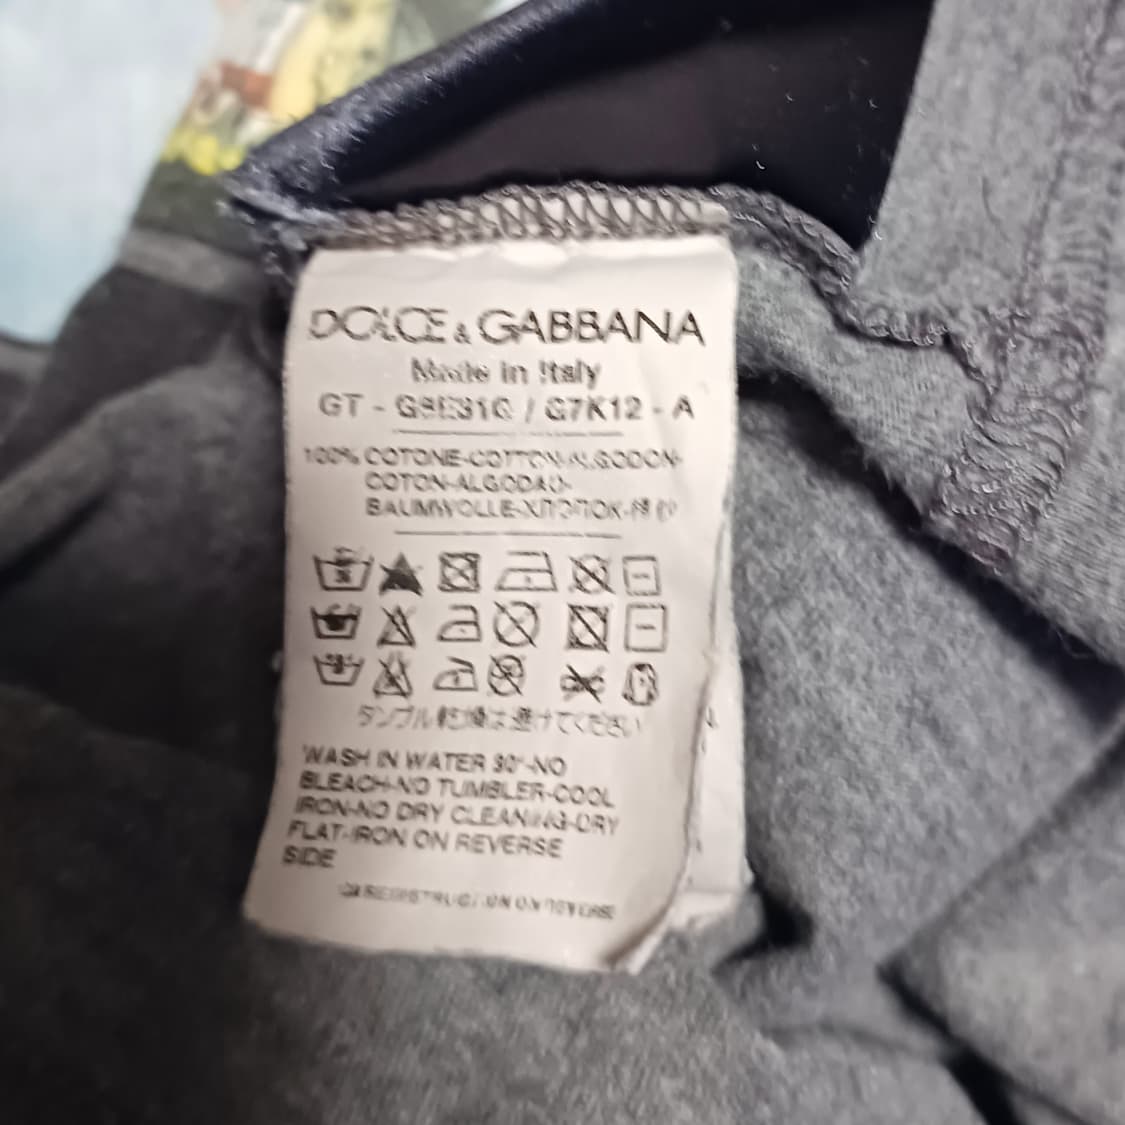 DOLCE & GABBANA
Made in Italy
GT - / G7K12 - A
100% COTONE-COTTON-ALGODON-
COTON-ALGODAO-
BAUMWOLLE-ХЛОПОК-
タンブル乾燥は避けてください
WASH IN WATER 30°-NO
BLEACH-NO TUMBLER-COOL
IRON-NO DRY CLEANING-DRY
FLAT-IRON ON REVERSE
SIDE